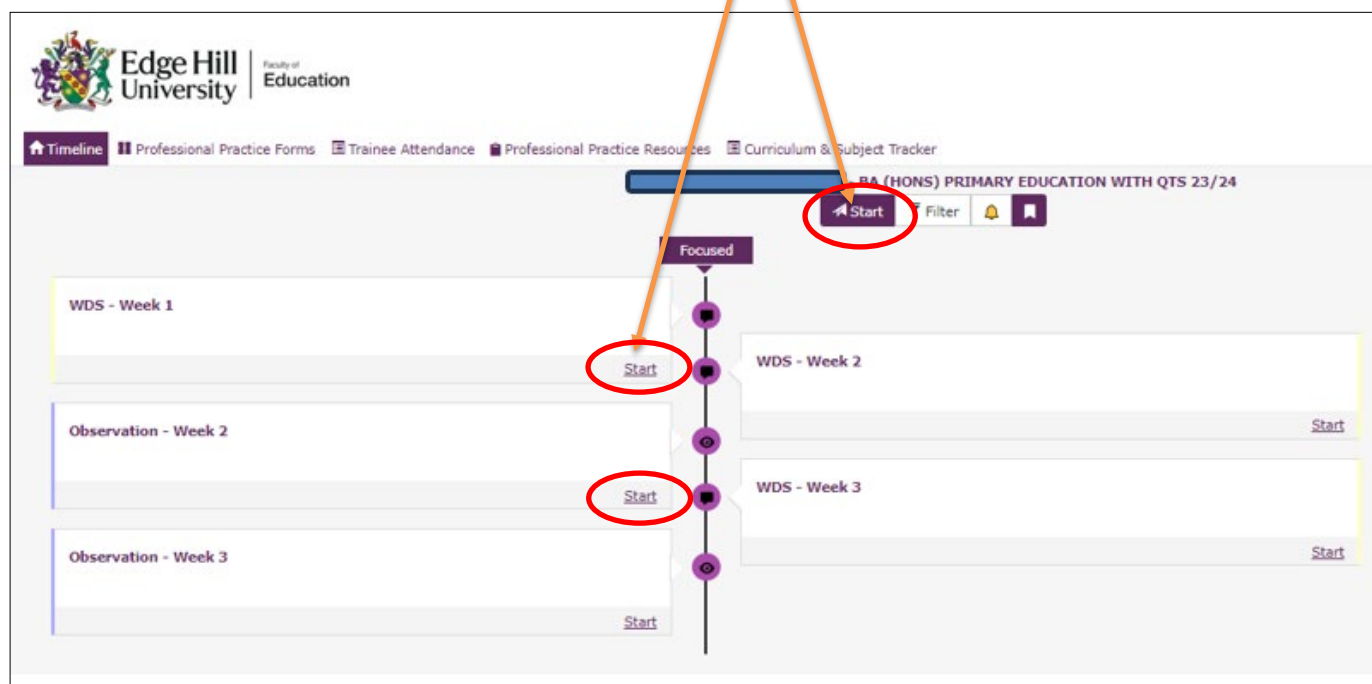 Edge Hill University
Faculty of Education
Timeline Professional Practice Forms Trainee Attendance Professional Practice Resources Curriculum & Subject Tracker
- BA (HONS) PRIMARY EDUCATION WITH QTS 23/24
Start Filter
Focused
WDS - Week 1
Start
WDS - Week 2
Start
Observation - Week 2
Start
WDS - Week 3
Start
Observation - Week 3
Start